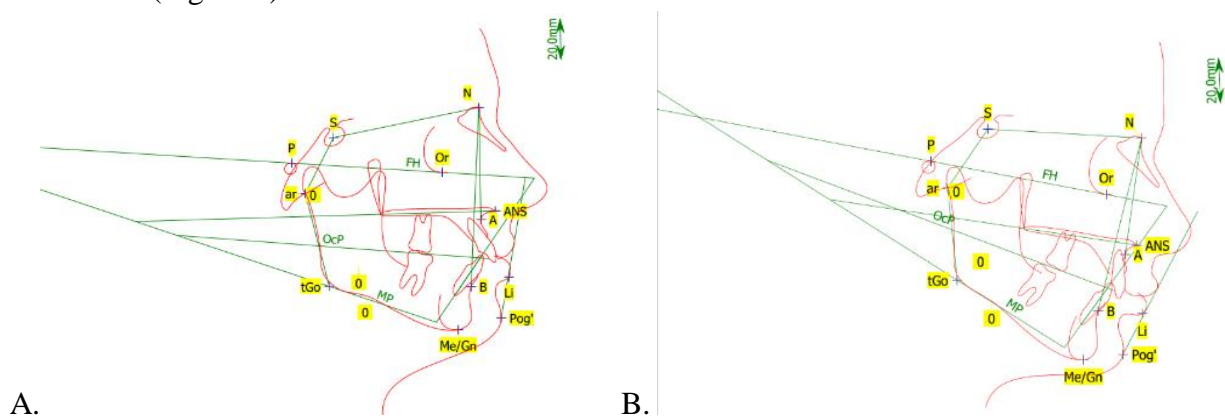 20.0mm
N
S
P
FH
Or
ar
0
ANS
A
OcP
0
tGo
B
Li
MP
0
Pog'
Me/Gn
A.
20.0mm
S
N
P
FH
ar
0
Or
OcP
ANS
A
0
tGo
MP
B
0
Li
Pog'
Me/Gn
B.